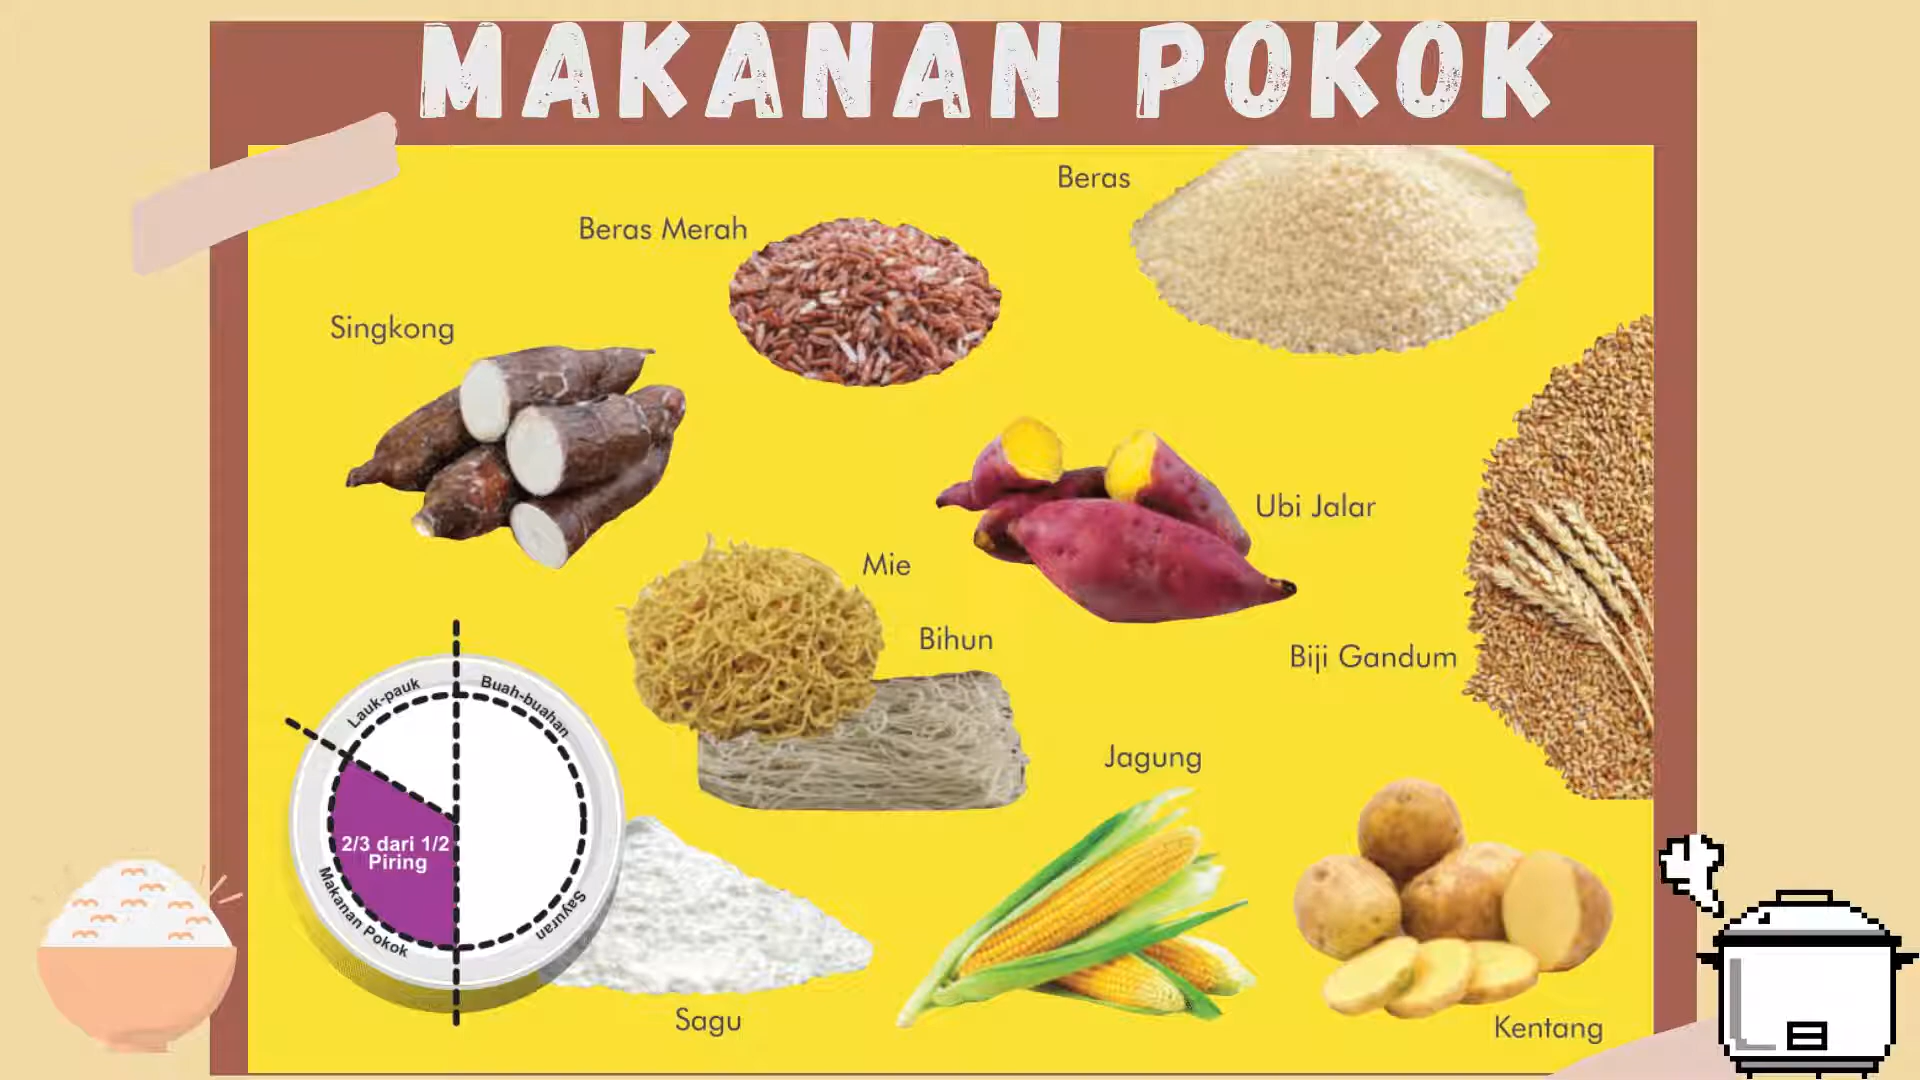 MAKANAN POKOK
Beras
Beras Merah
Singkong
Ubi Jalar
Mie
Bihun
Biji Gandum
Lauk-pauk
Buah-buahan
2/3 dari 1/2
Piring
Makanan Pokok
Sayuran
Jagung
Sagu
Kentang